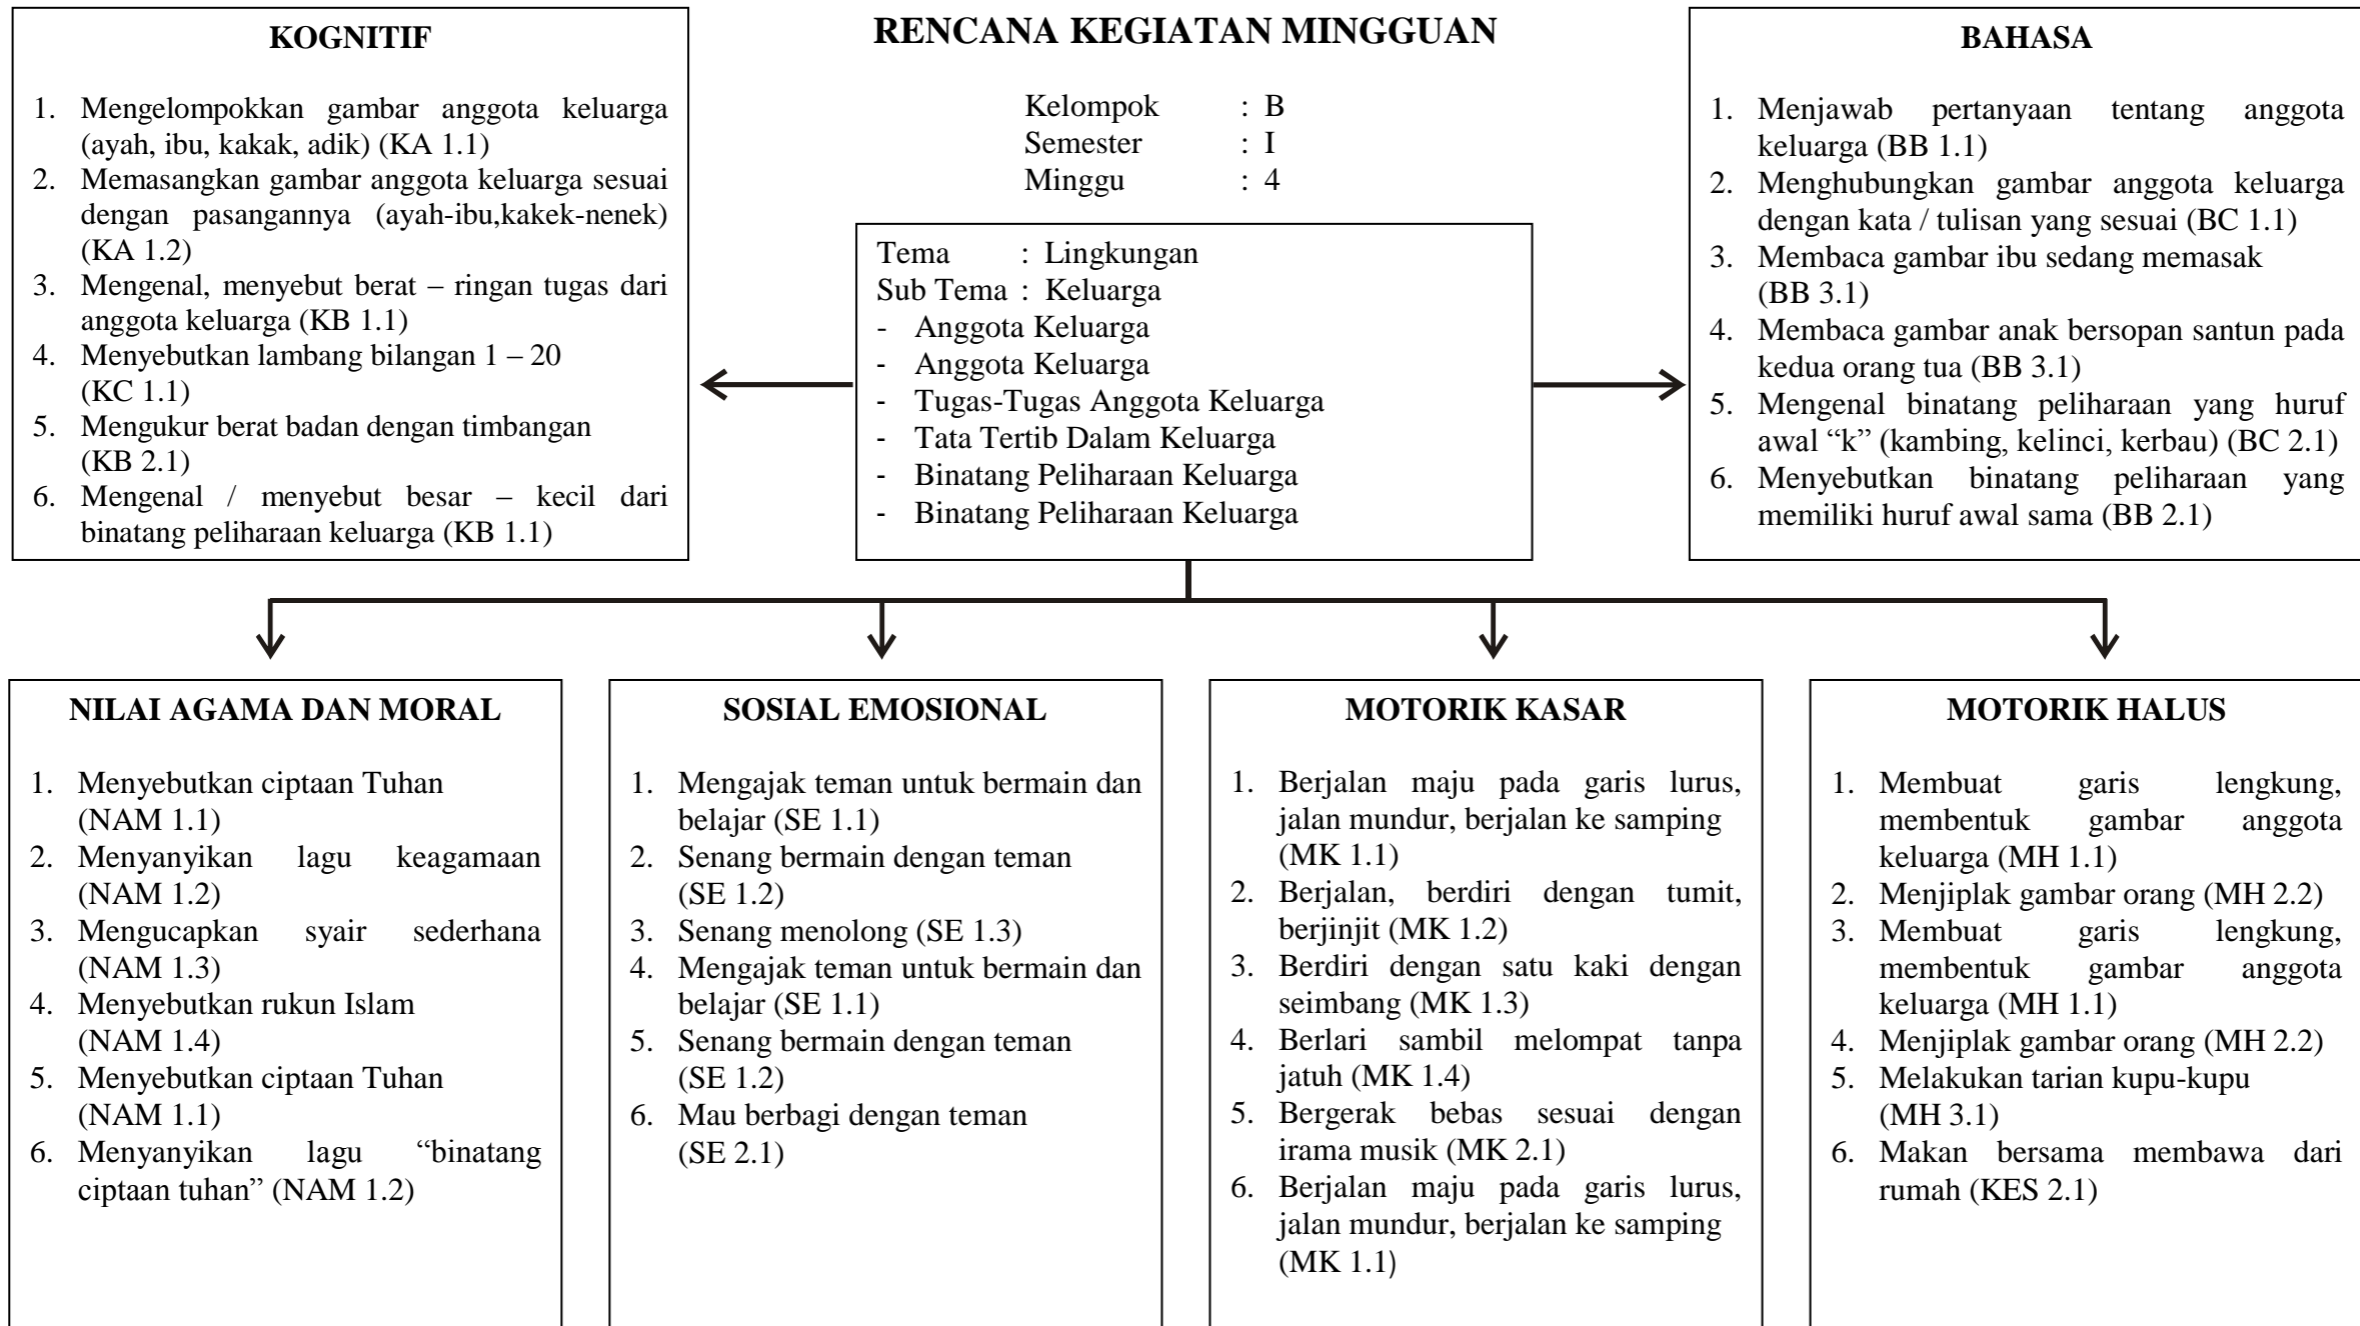 KOGNITIF
1. Mengelompokkan gambar anggota keluarga
(ayah, ibu, kakak, adik) (KA 1.1)
2. Memasangkan gambar anggota keluarga sesuai
dengan pasangannya (ayah-ibu,kakek-nenek)
(KA 1.2)
3. Mengenal, menyebut berat – ringan tugas dari
anggota keluarga (KB 1.1)
4. Menyebutkan lambang bilangan 1 – 20
(KC 1.1)
5. Mengukur berat badan dengan timbangan
(KB 2.1)
6. Mengenal / menyebut besar – kecil dari
binatang peliharaan keluarga (KB 1.1)
RENCANA KEGIATAN MINGGUAN
Kelompok : B
Semester : I
Minggu : 4
Tema : Lingkungan
Sub Tema : Keluarga
- Anggota Keluarga
- Anggota Keluarga
- Tugas-Tugas Anggota Keluarga
- Tata Tertib Dalam Keluarga
- Binatang Peliharaan Keluarga
- Binatang Peliharaan Keluarga
BAHASA
1. Menjawab pertanyaan tentang anggota
keluarga (BB 1.1)
2. Menghubungkan gambar anggota keluarga
dengan kata / tulisan yang sesuai (BC 1.1)
3. Membaca gambar ibu sedang memasak
(BB 3.1)
4. Membaca gambar anak bersopan santun pada
kedua orang tua (BB 3.1)
5. Mengenal binatang peliharaan yang huruf
awal “k” (kambing, kelinci, kerbau) (BC 2.1)
6. Menyebutkan binatang peliharaan yang
memiliki huruf awal sama (BB 2.1)
NILAI AGAMA DAN MORAL
1. Menyebutkan ciptaan Tuhan
(NAM 1.1)
2. Menyanyikan lagu keagamaan
(NAM 1.2)
3. Mengucapkan syair sederhana
(NAM 1.3)
4. Menyebutkan rukun Islam
(NAM 1.4)
5. Menyebutkan ciptaan Tuhan
(NAM 1.1)
6. Menyanyikan lagu “binatang
ciptaan tuhan” (NAM 1.2)
SOSIAL EMOSIONAL
1. Mengajak teman untuk bermain dan
belajar (SE 1.1)
2. Senang bermain dengan teman
(SE 1.2)
3. Senang menolong (SE 1.3)
4. Mengajak teman untuk bermain dan
belajar (SE 1.1)
5. Senang bermain dengan teman
(SE 1.2)
6. Mau berbagi dengan teman
(SE 2.1)
MOTORIK KASAR
1. Berjalan maju pada garis lurus,
jalan mundur, berjalan ke samping
(MK 1.1)
2. Berjalan, berdiri dengan tumit,
berjinjit (MK 1.2)
3. Berdiri dengan satu kaki dengan
seimbang (MK 1.3)
4. Berlari sambil melompat tanpa
jatuh (MK 1.4)
5. Bergerak bebas sesuai dengan
irama musik (MK 2.1)
6. Berjalan maju pada garis lurus,
jalan mundur, berjalan ke samping
(MK 1.1)
MOTORIK HALUS
1. Membuat garis lengkung,
membentuk gambar anggota
keluarga (MH 1.1)
2. Menjiplak gambar orang (MH 2.2)
3. Membuat garis lengkung,
membentuk gambar anggota
keluarga (MH 1.1)
4. Menjiplak gambar orang (MH 2.2)
5. Melakukan tarian kupu-kupu
(MH 3.1)
6. Makan bersama membawa dari
rumah (KES 2.1)